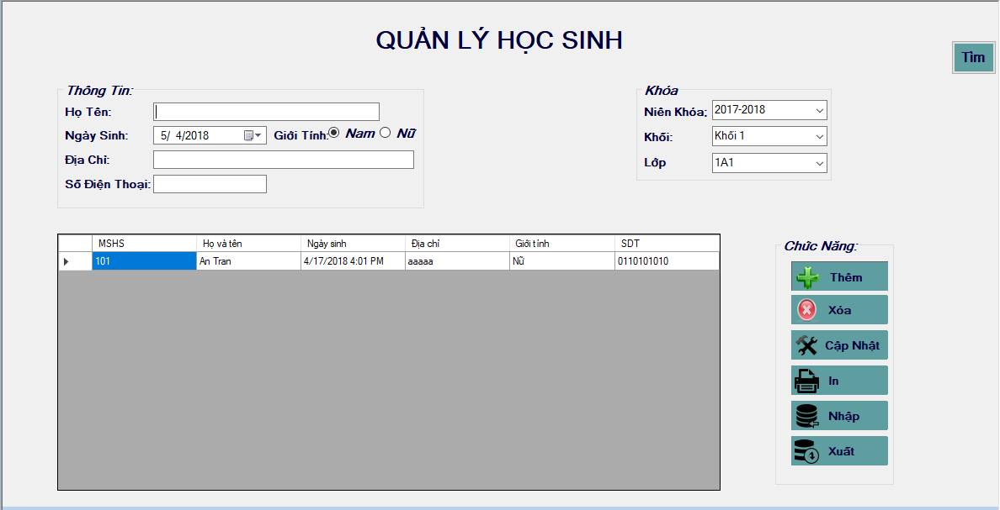 QUẢN LÝ HỌC SINH
Tìm
Thông Tin:
Họ Tên:
Ngày Sinh: 5/ 4/2018 Giới Tính: Nam Nữ
Địa Chỉ:
Số Điện Thoại:
Khóa
Niên Khóa: 2017-2018
Khối: Khối 1
Lớp 1A1
MSHS Họ và tên Ngày sinh Địa chỉ Giới tính SDT
101 An Tran 4/17/2018 4:01 PM aaaaa Nữ 0110101010
Chức Năng:
Thêm
Xóa
Cập Nhật
In
Nhập
Xuất